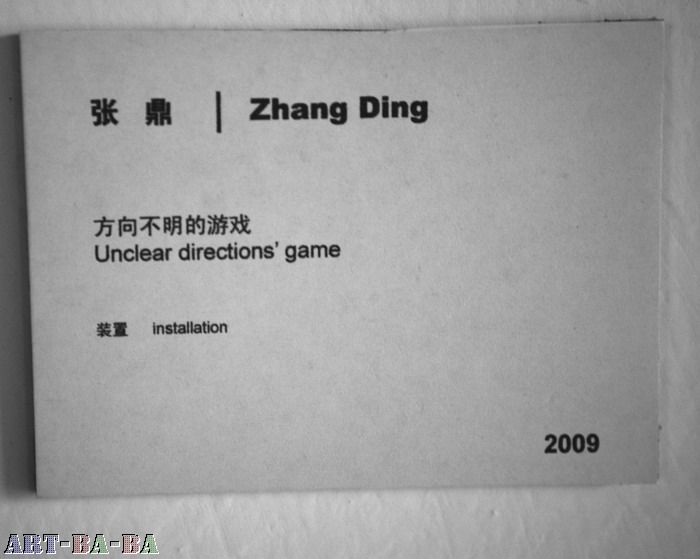 张 鼎 | Zhang Ding
方向不明的游戏
Unclear directions' game
装置 installation
2009
ART-BA-BA